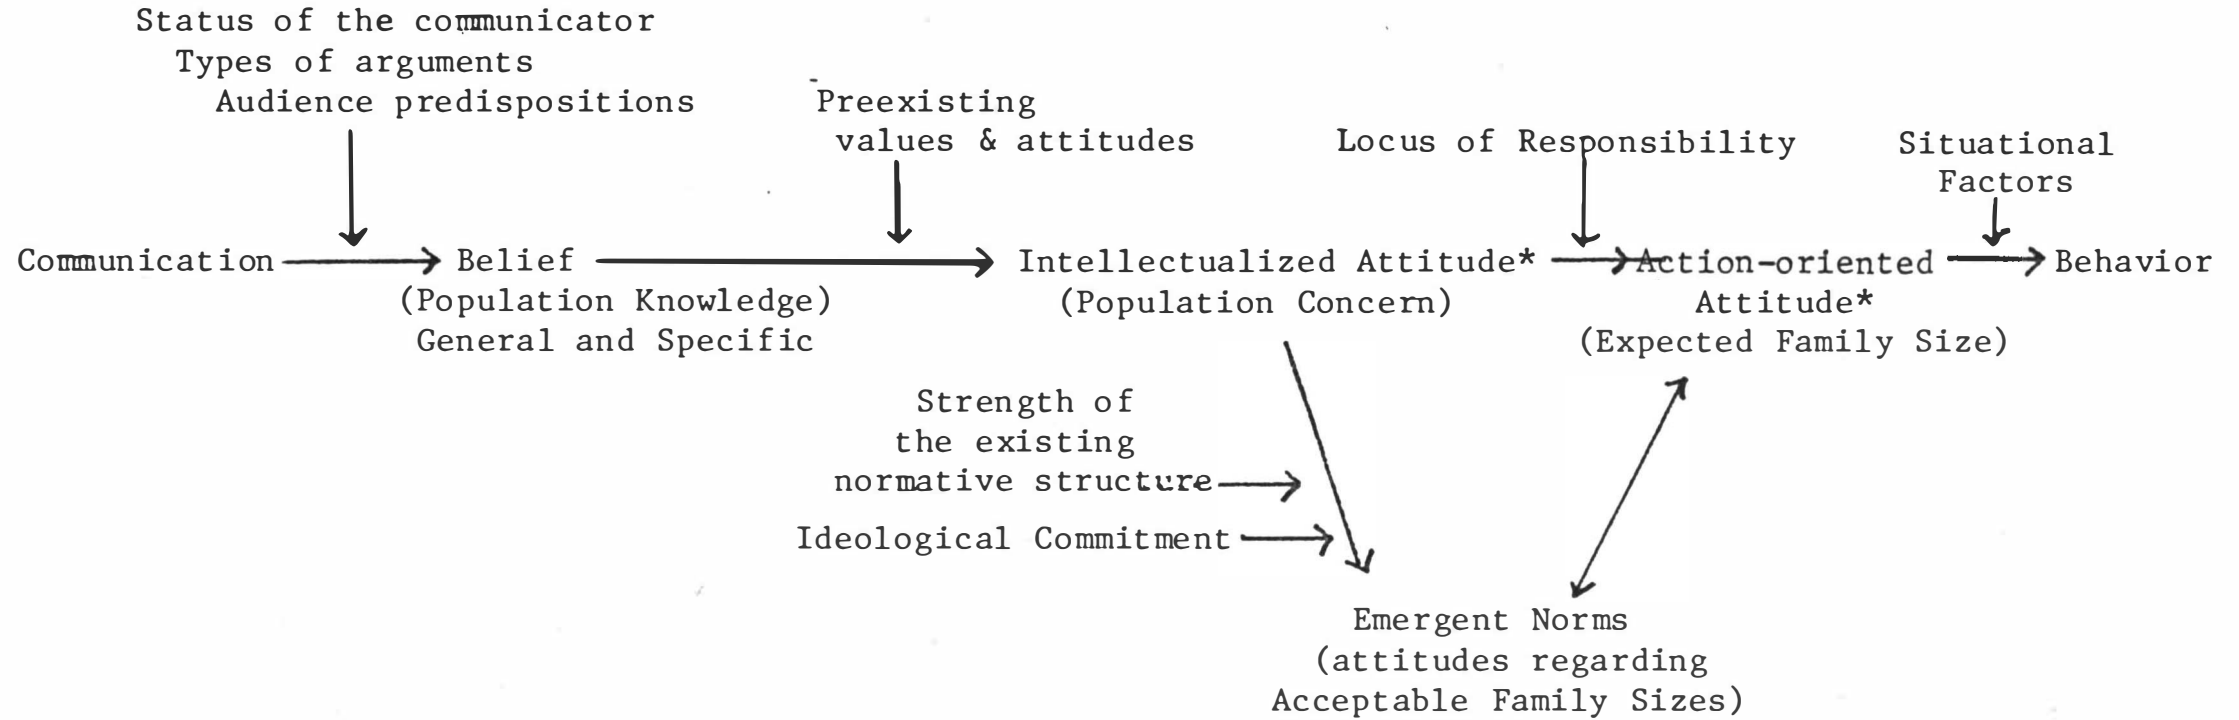 Status of the communicator
Types of arguments
Audience predispositions
Preexisting
values & attitudes
Locus of Responsibility
Situational
Factors
Communication
Belief
(Population Knowledge)
General and Specific
Intellectualized Attitude*
(Population Concern)
Action-oriented
Attitude*
(Expected Family Size)
Behavior
Strength of
the existing
normative structure
Ideological Commitment
Emergent Norms
(attitudes regarding
Acceptable Family Sizes)